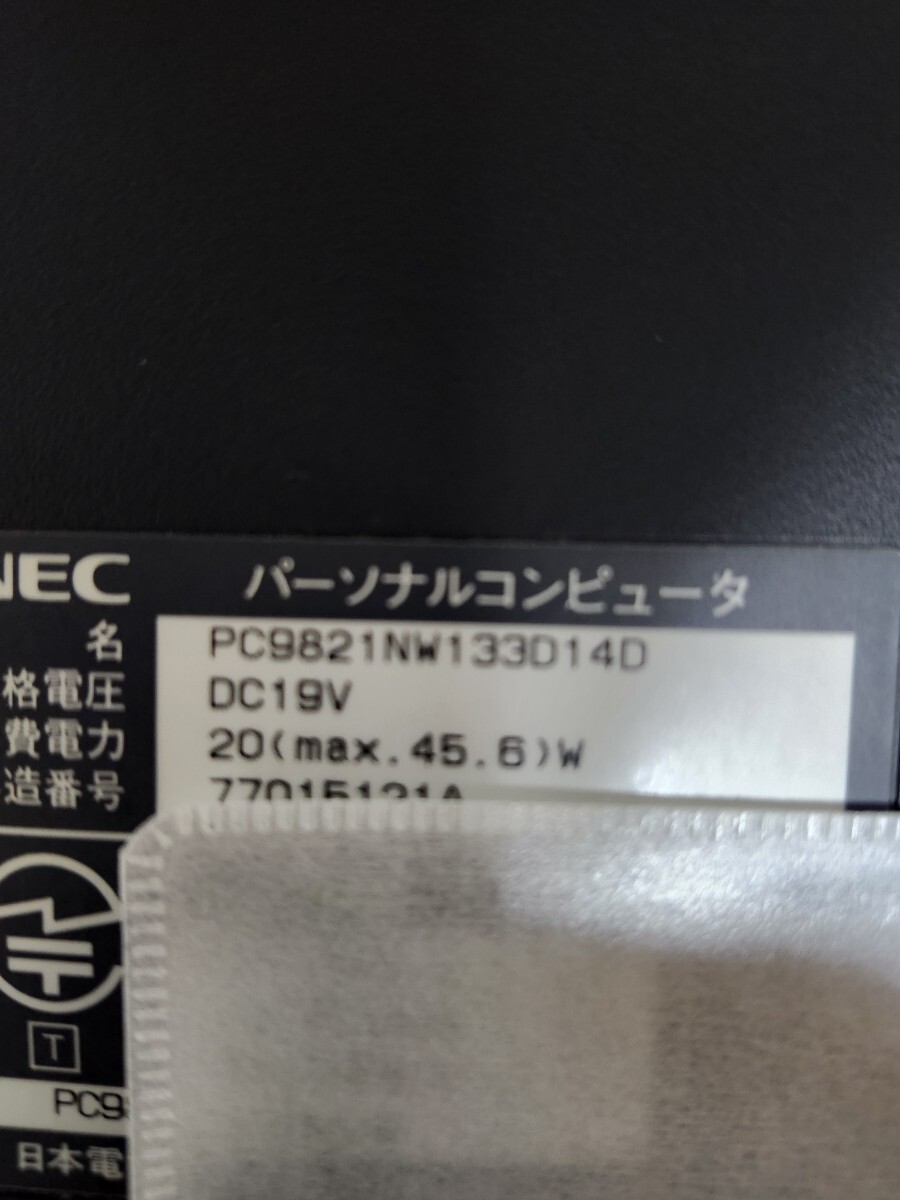 NEC パーソナルコンピュータ
名 PC9821NW133D14D
格電圧 DC19V
費電力 20(max.45.6)W
造番号
T
PC9
日本電